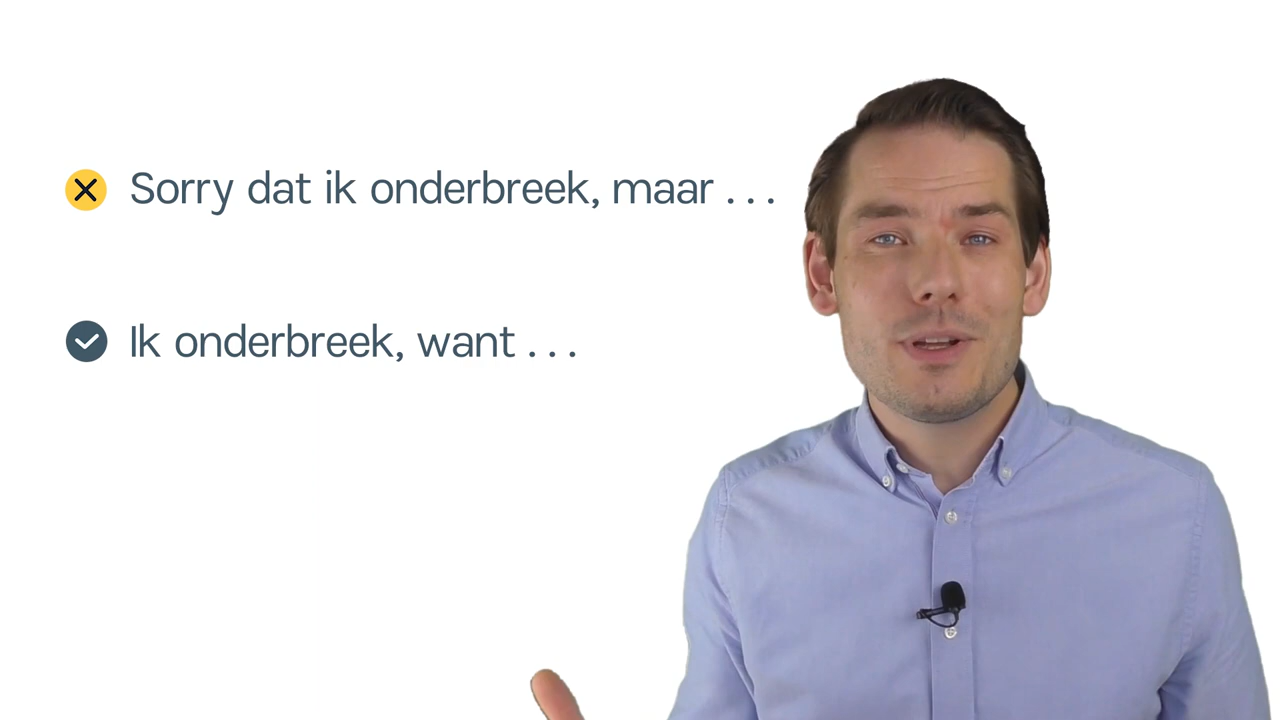 Sorry dat ik onderbreek, maar . . .
Ik onderbreek, want . . .